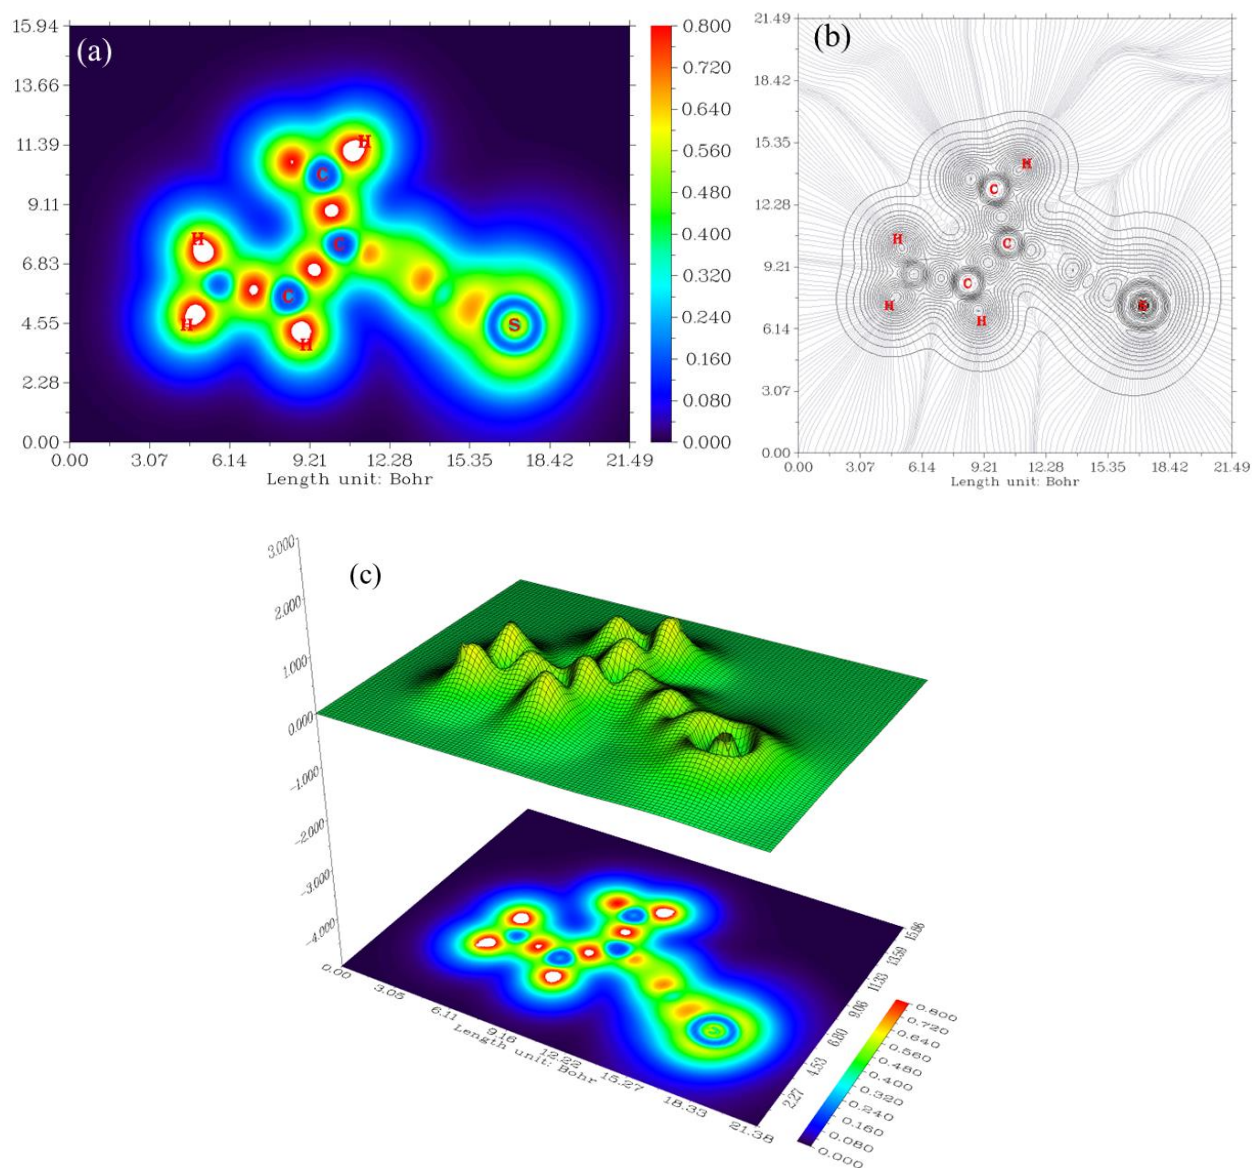 (a)
15.94
13.66
11.39
9.11
6.83
4.55
2.28
0.00
0.00 3.07 6.14 9.21 12.28 15.35 18.42 21.49
Length unit: Bohr
H
C
H
C
C
H
H
S
0.800
0.720
0.640
0.560
0.480
0.400
0.320
0.240
0.160
0.080
0.000
(b)
21.49
18.42
15.35
12.28
9.21
6.14
3.07
0.00
0.00 3.07 6.14 9.21 12.28 15.35 18.42 21.49
Length unit: Bohr
H
C
H
C
C
H
H
(c)
3.000
2.000
1.000
0.000
-1.000
-2.000
-3.000
-4.000
0.00 3.05 6.11 9.16 12.22 15.27 18.33 21.38
Length unit: Bohr
2.27 4.53 6.80 9.06 11.33 13.59 15.86
0.800
0.720
0.640
0.560
0.480
0.400
0.320
0.240
0.160
0.080
0.000